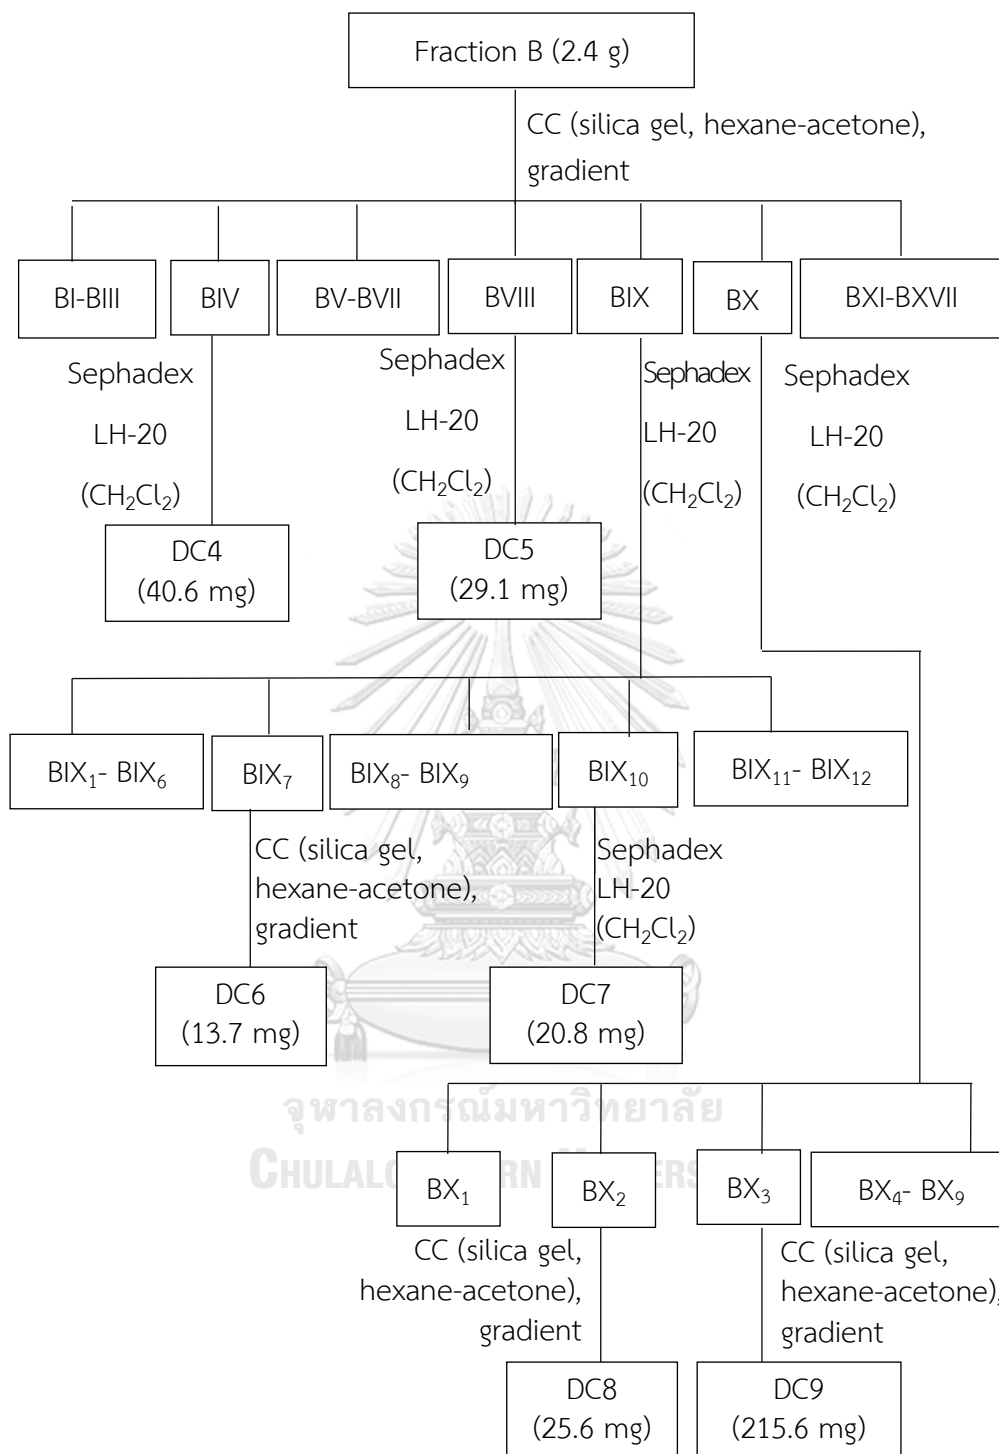 Fraction B (2.4 g)
CC (silica gel, hexane-acetone),
gradient
BI-BIII
BIV
BV-BVII
BVIII
BIX
BX
BXI-BXVII
Sephadex
LH-20
(CH₂Cl₂)
Sephadex
LH-20
(CH₂Cl₂)
Sephadex
LH-20
(CH₂Cl₂)
Sephadex
LH-20
(CH₂Cl₂)
DC4
(40.6 mg)
DC5
(29.1 mg)
BIX₁- BIX₆
BIX₇
BIX₈- BIX₉
BIX₁₀
BIX₁₁- BIX₁₂
CC (silica gel,
hexane-acetone),
gradient
Sephadex
LH-20
(CH₂Cl₂)
DC6
(13.7 mg)
DC7
(20.8 mg)
จุฬาลงกรณ์มหาวิทยาลัย
BX₁
BX₂
BX₃
BX₄- BX₉
CC (silica gel,
hexane-acetone),
gradient
CC (silica gel,
hexane-acetone),
gradient
DC8
(25.6 mg)
DC9
(215.6 mg)